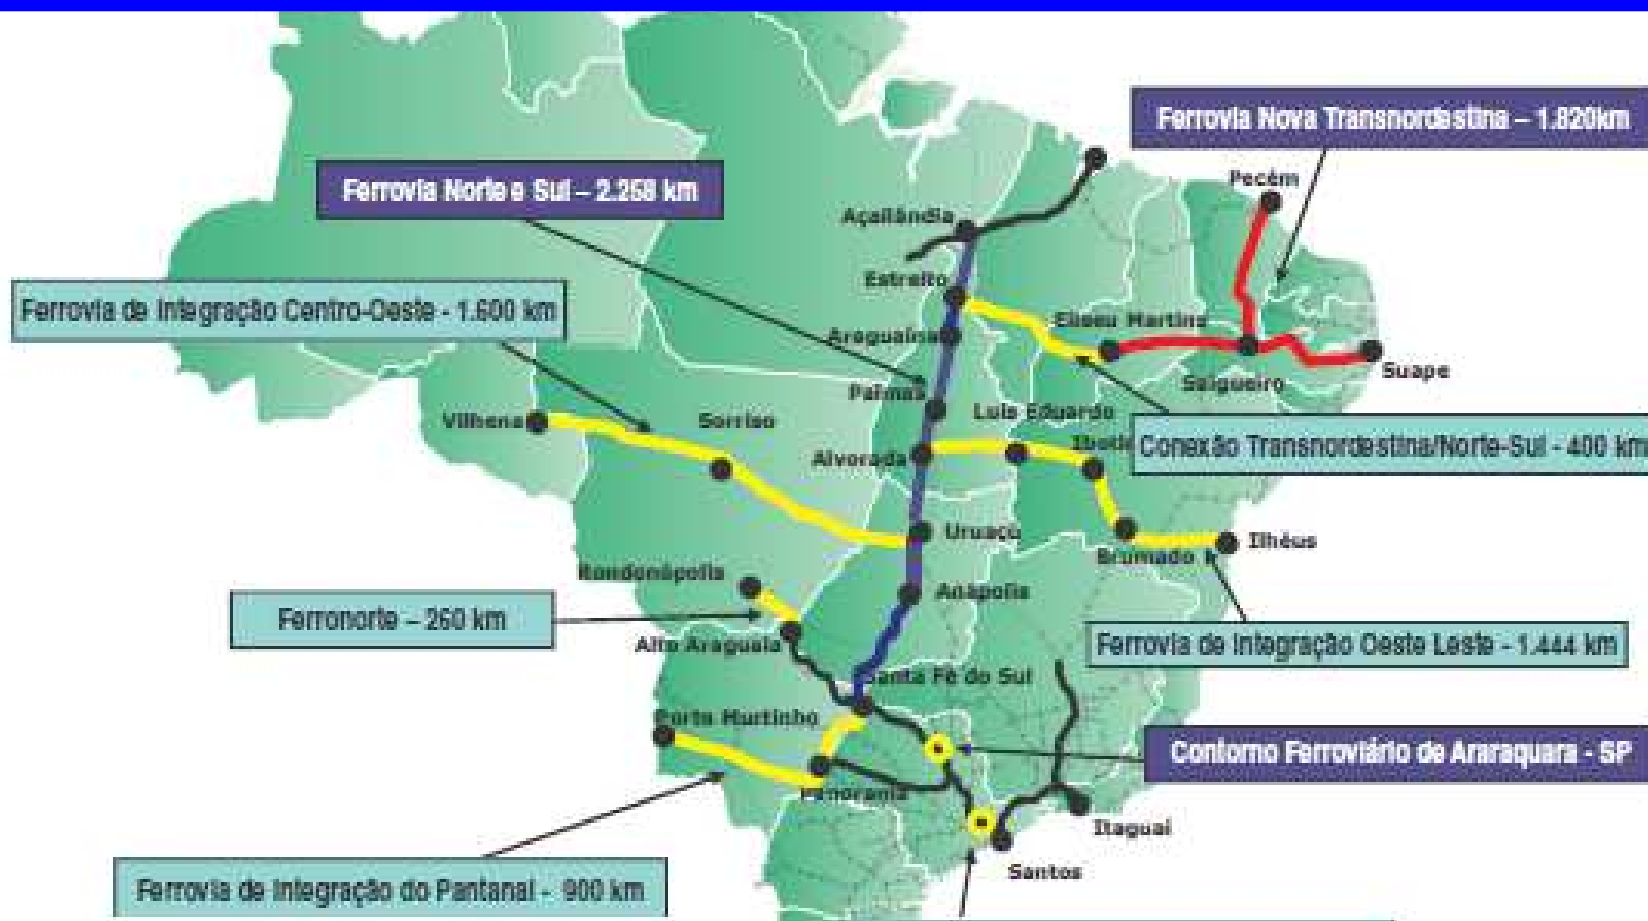 Ferrovia Nova Transnordestina – 1.820km
Pecém
Ferrovia Norte e Sul – 2.258 km
Açailândia
Estreito
Ferrovia de Integração Centro-Oeste - 1.600 km
Eliseu Martins
Araguaína
Salgueiro
Suape
Palmas
Luis Eduardo
Vilhena
Sorriso
Conexão Transnordestina/Norte-Sul - 400 km
Alvorada
Uruaçu
Ilhéus
Brumado
Rondonópolis
Anápolis
Ferronorte – 260 km
Alto Araguaia
Ferrovia de Integração Oeste Leste - 1.444 km
Santa Fé do Sul
Porto Murtinho
Contorno Ferroviário de Araraquara - SP
Panorama
Itaguaí
Santos
Ferrovia de Integração do Pantanal - 900 km